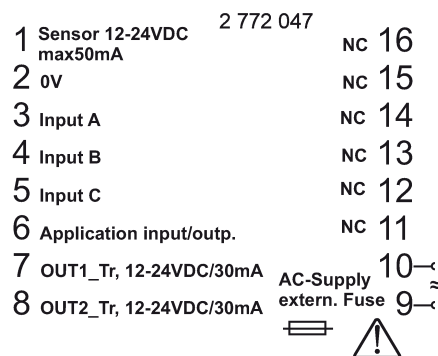 2 772 047
1 Sensor 12-24VDC
max50mA
NC 16
2 0V
NC 15
3 Input A
NC 14
4 Input B
NC 13
5 Input C
NC 12
6 Application input/outp.
NC 11
7 OUT1_Tr, 12-24VDC/30mA
8 OUT2_Tr, 12-24VDC/30mA
AC-Supply
extern. Fuse
10
9
≈